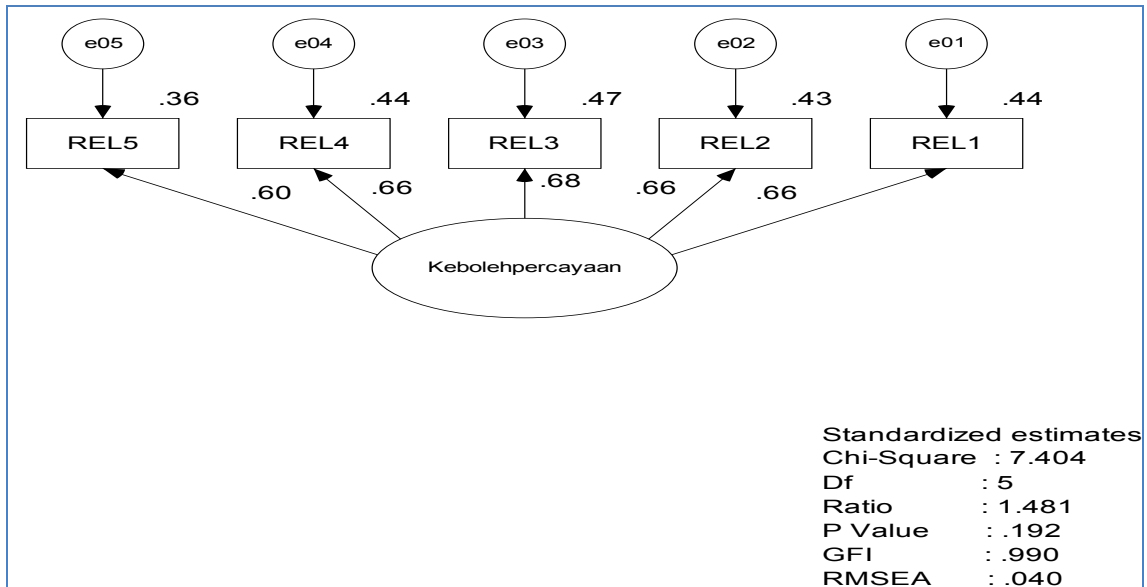 e05 e04 e03 e02 e01
.36 .44 .47 .43 .44
REL5 REL4 REL3 REL2 REL1
.60 .66 .68 .66 .66
Kebolehpercayaan
Standardized estimates
Chi-Square : 7.404
Df : 5
Ratio : 1.481
P Value : .192
GFI : .990
RMSEA : .040